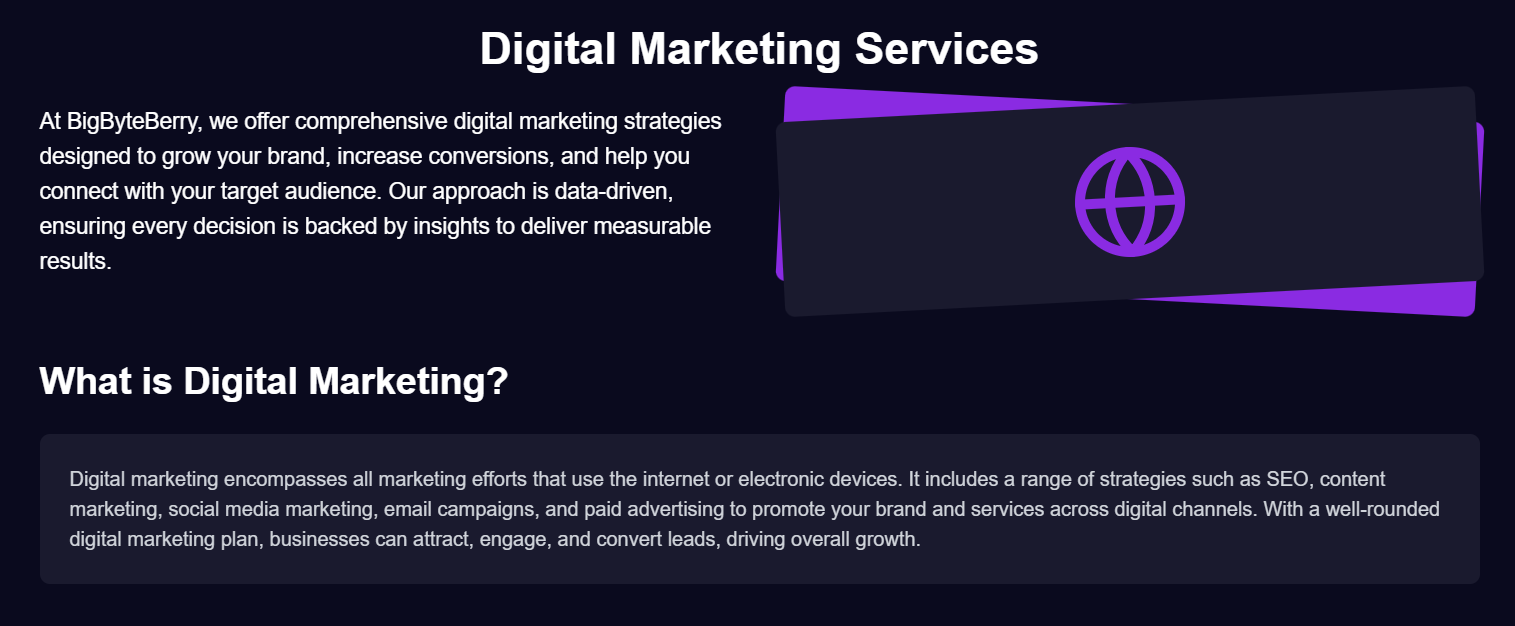 Digital Marketing Services
At BigByteBerry, we offer comprehensive digital marketing strategies
designed to grow your brand, increase conversions, and help you
connect with your target audience. Our approach is data-driven,
ensuring every decision is backed by insights to deliver measurable
results.
What is Digital Marketing?
Digital marketing encompasses all marketing efforts that use the internet or electronic devices. It includes a range of strategies such as SEO, content
marketing, social media marketing, email campaigns, and paid advertising to promote your brand and services across digital channels. With a well-rounded
digital marketing plan, businesses can attract, engage, and convert leads, driving overall growth.